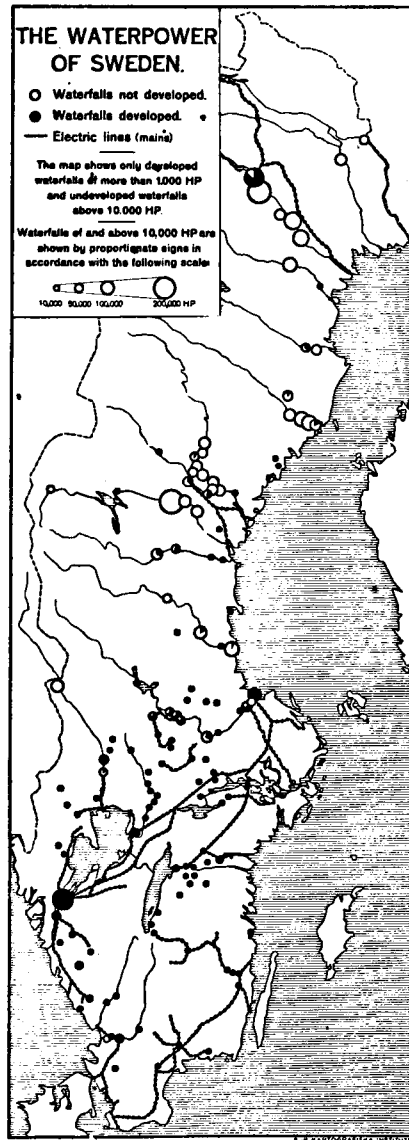 THE WATERPOWER
OF SWEDEN.
Waterfalls not developed.
Waterfalls developed.
Electric lines (mains)
The map shows only developed
waterfalls of more than 1.000 HP
and undeveloped waterfalls
above 10.000 HP.
Waterfalls of and above 10,000 HP are
shown by proportionate signs in
accordance with the following scale:
10,000 50,000 100,000 200,000 HP